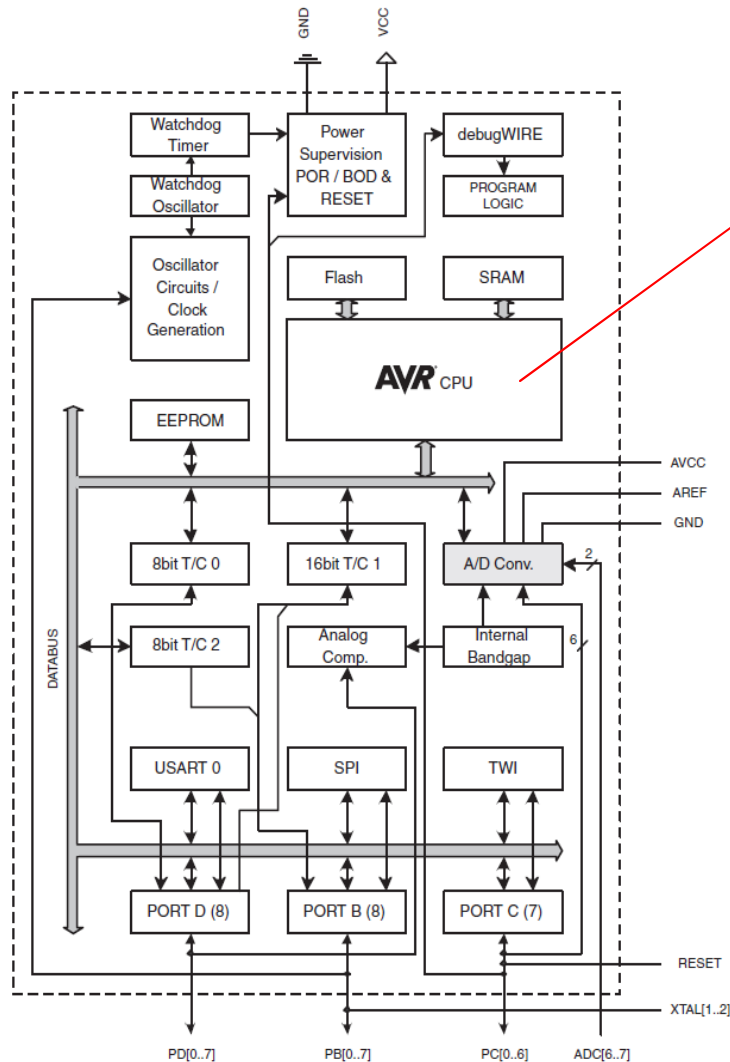 GND
VCC
Watchdog
Timer
Power
Supervision
POR / BOD &
RESET
debugWIRE
Watchdog
Oscillator
PROGRAM
LOGIC
Oscillator
Circuits /
Clock
Generation
Flash
SRAM
AVR CPU
EEPROM
AVCC
AREF
GND
8bit T/C 0
16bit T/C 1
A/D Conv.
2
8bit T/C 2
Analog
Comp.
Internal
Bandgap
6
DATABUS
USART 0
SPI
TWI
PORT D (8)
PORT B (8)
PORT C (7)
RESET
XTAL[1..2]
PD[0..7]
PB[0..7]
PC[0..6]
ADC[6..7]